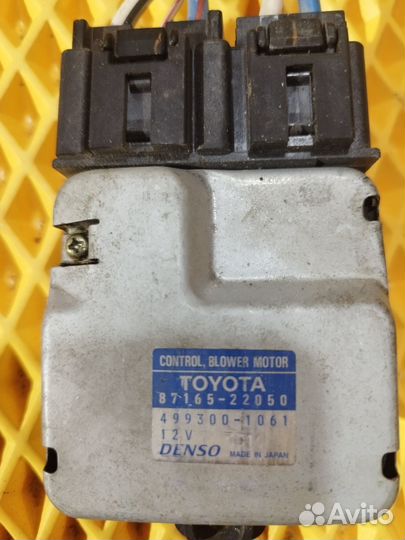 CONTROL, BLOWER MOTOR
TOYOTA
87165-22050
499300-1061
12V
DENSO MADE IN JAPAN
Avito